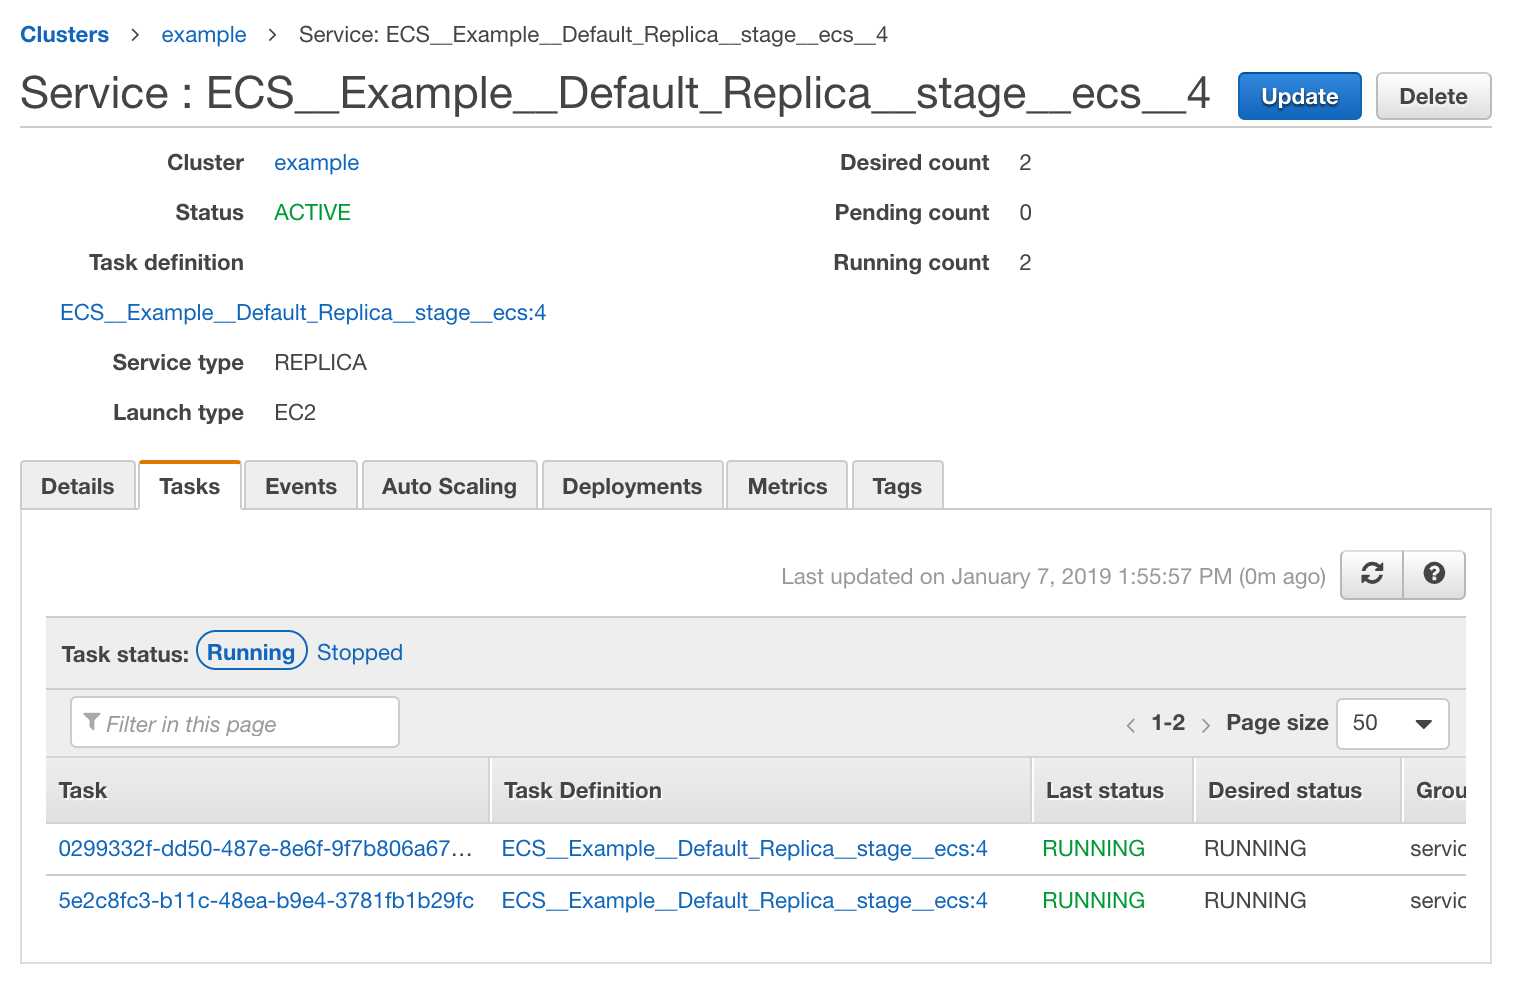 Clusters > example > Service: ECS__Example__Default_Replica__stage__ecs__4
Service : ECS__Example__Default_Replica__stage__ecs__4 Update Delete
Cluster example Desired count 2
Status ACTIVE Pending count 0
Task definition Running count 2
ECS__Example__Default_Replica__stage__ecs:4
Service type REPLICA
Launch type EC2
Details Tasks Events Auto Scaling Deployments Metrics Tags
Last updated on January 7, 2019 1:55:57 PM (0m ago)
Task status: Running Stopped
Filter in this page < 1-2 > Page size 50
Task Task Definition Last status Desired status Grou
0299332f-dd50-487e-8e6f-9f7b806a67... ECS__Example__Default_Replica__stage__ecs:4 RUNNING RUNNING servic
5e2c8fc3-b11c-48ea-b9e4-3781fb1b29fc ECS__Example__Default_Replica__stage__ecs:4 RUNNING RUNNING servic